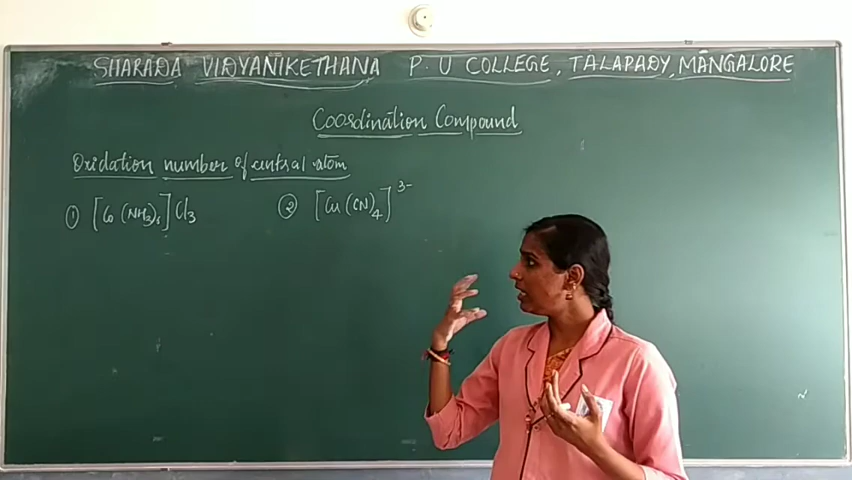 SHARADA VIDYANIKETHANA P.U COLLEGE, TALAPADY, MANGALORE
Coordination Compound
Oxidation number of central atom
① [Co(NH₃)₆]Cl₃ ② [Cu(CN)₄]³⁻